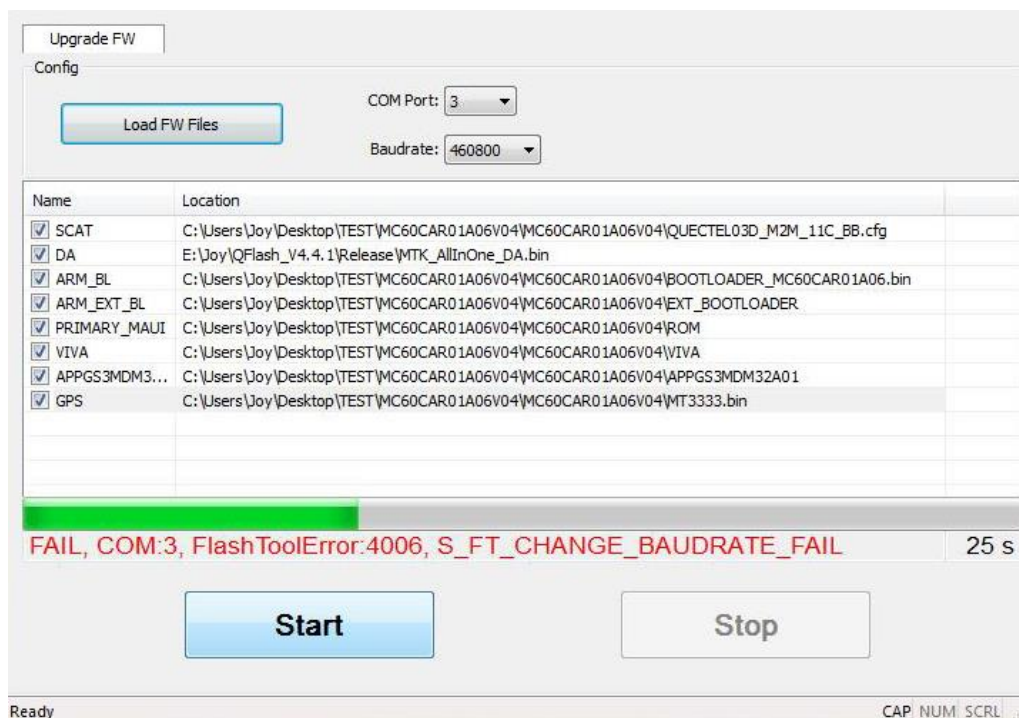 Upgrade FW
Config
Load FW Files
COM Port: 3
Baudrate: 460800
Name Location
SCAT C:\Users\Joy\Desktop\TEST\MC60CAR01A06V04\MC60CAR01A06V04\QUECTEL03D_M2M_11C_BB.cfg
DA E:\Joy\QFlash_V4.4.1\Release\MTK_AllInOne_DA.bin
ARM_BL C:\Users\Joy\Desktop\TEST\MC60CAR01A06V04\MC60CAR01A06V04\BOOTLOADER_MC60CAR01A06.bin
ARM_EXT_BL C:\Users\Joy\Desktop\TEST\MC60CAR01A06V04\MC60CAR01A06V04\EXT_BOOTLOADER
PRIMARY_MAUI C:\Users\Joy\Desktop\TEST\MC60CAR01A06V04\MC60CAR01A06V04\ROM
VIVA C:\Users\Joy\Desktop\TEST\MC60CAR01A06V04\MC60CAR01A06V04\VIVA
APPGS3MDM3... C:\Users\Joy\Desktop\TEST\MC60CAR01A06V04\MC60CAR01A06V04\APPGS3MDM32A01
GPS C:\Users\Joy\Desktop\TEST\MC60CAR01A06V04\MC60CAR01A06V04\MT3333.bin
FAIL, COM:3, FlashToolError:4006, S_FT_CHANGE_BAUDRATE_FAIL 25 s
Start Stop
Ready CAP NUM SCRL